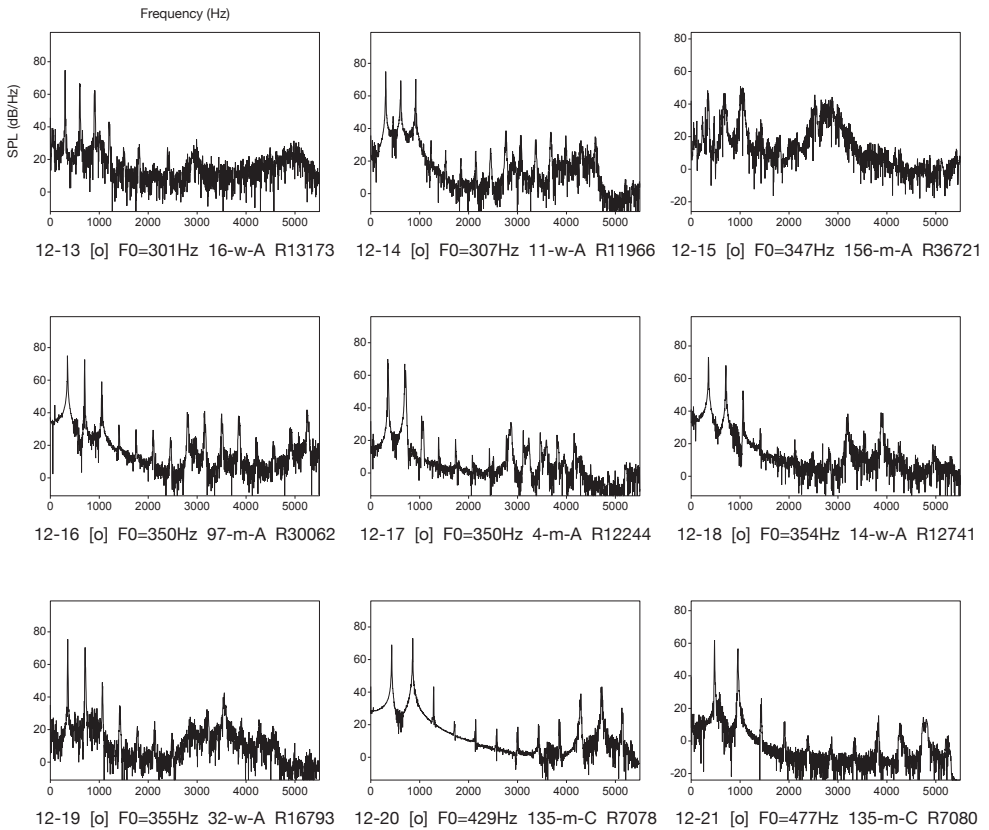 Frequency (Hz)
SPL (dB/Hz)
80 60 40 20 0
0 1000 2000 3000 4000 5000
80 60 40 20 0
0 1000 2000 3000 4000 5000
80 60 40 20 0 -20
0 1000 2000 3000 4000 5000
12-13 [o] F0=301Hz 16-w-A R13173
12-14 [o] F0=307Hz 11-w-A R11966
12-15 [o] F0=347Hz 156-m-A R36721
80 60 40 20 0
0 1000 2000 3000 4000 5000
80 60 40 20 0
0 1000 2000 3000 4000 5000
80 60 40 20 0
0 1000 2000 3000 4000 5000
12-16 [o] F0=350Hz 97-m-A R30062
12-17 [o] F0=350Hz 4-m-A R12244
12-18 [o] F0=354Hz 14-w-A R12741
80 60 40 20 0
0 1000 2000 3000 4000 5000
80 60 40 20 0
0 1000 2000 3000 4000 5000
80 60 40 20 0 -20
0 1000 2000 3000 4000 5000
12-19 [o] F0=355Hz 32-w-A R16793
12-20 [o] F0=429Hz 135-m-C R7078
12-21 [o] F0=477Hz 135-m-C R7080